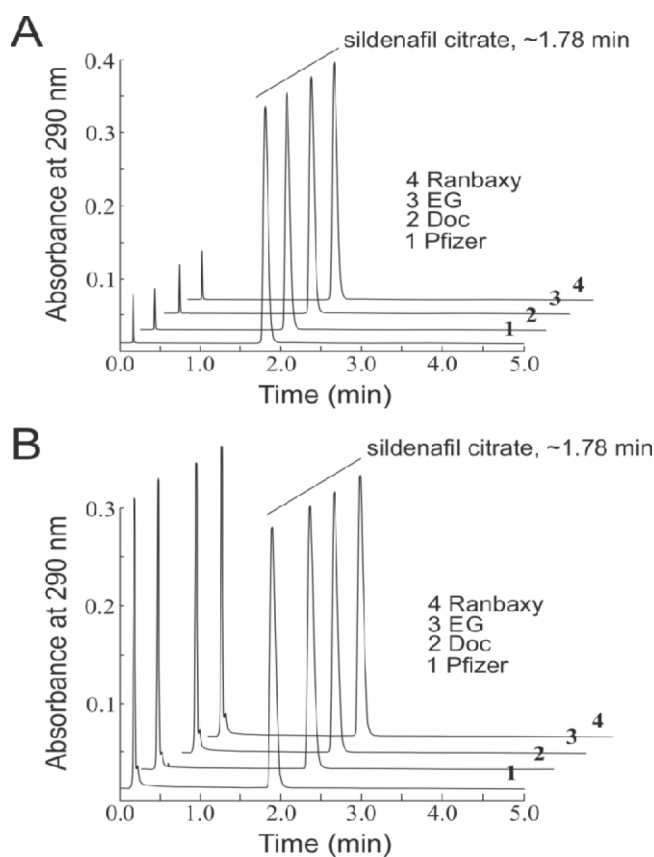 A
sildenafil citrate, ~1.78 min
0.4
0.3
0.2
0.1
Absorbance at 290 nm
4 Ranbaxy
3 EG
2 Doc
1 Pfizer
4
3
2
1
0.0 1.0 2.0 3.0 4.0 5.0
Time (min)
B
sildenafil citrate, ~1.78 min
0.3
0.2
0.1
Absorbance at 290 nm
4 Ranbaxy
3 EG
2 Doc
1 Pfizer
4
3
2
1
0.0 1.0 2.0 3.0 4.0 5.0
Time (min)